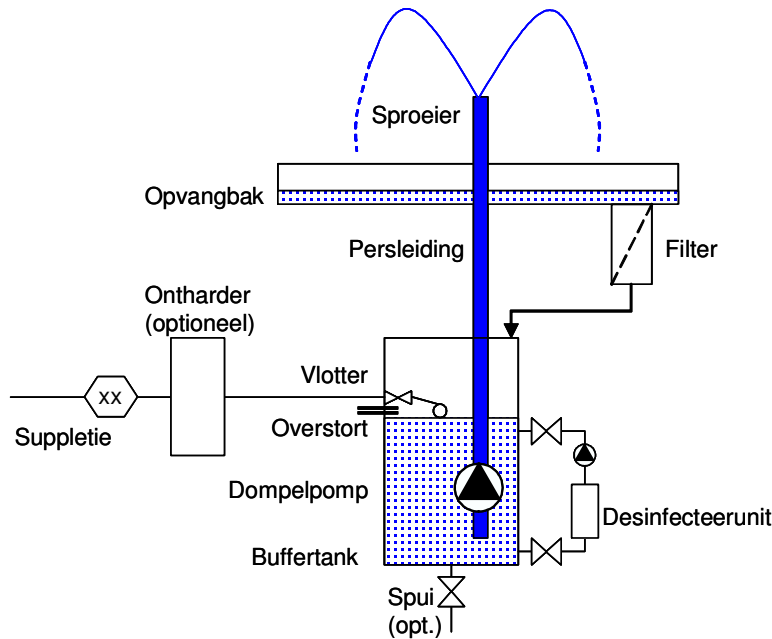 Sproeier
Opvangbak
Persleiding
Filter
Ontharder
(optioneel)
Vlotter
xx
Suppletie
Overstort
Dompelpomp
Desinfecteerunit
Buffertank
Spui
(opt.)